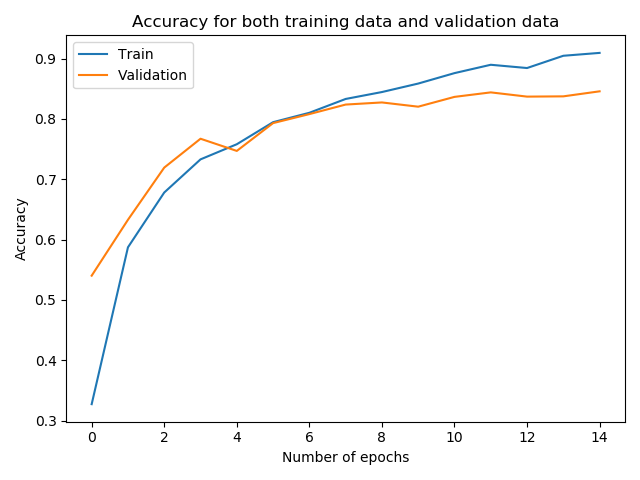 Accuracy for both training data and validation data
Train
Validation
0.9
0.8
0.7
0.6
0.5
0.4
0.3
Accuracy
0 2 4 6 8 10 12 14
Number of epochs